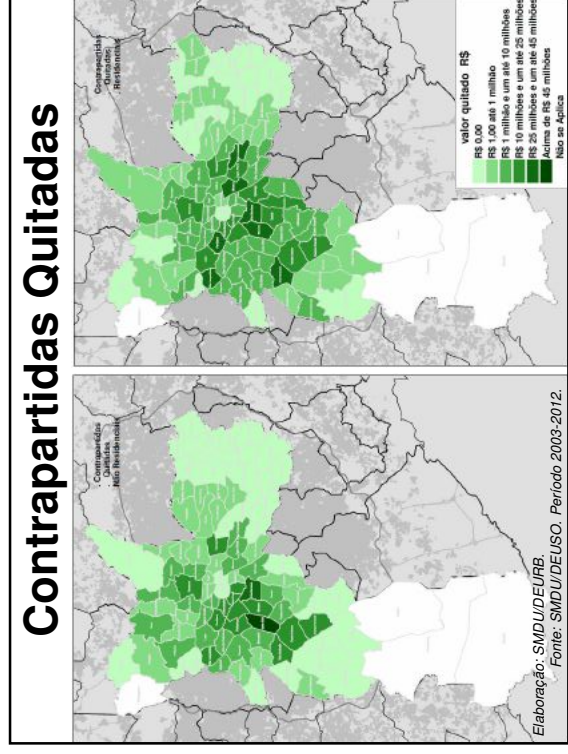 Contrapartidas Quitadas
Contrapartidas
Quitadas
Não Residenciais
Contrapartidas
Quitadas
Residenciais
valor quitado R$
R$ 0,00
R$ 1,00 até 1 milhão
R$ 1 milhão e um até 10 milhões
R$ 10 milhões e um até 25 milhões
R$ 25 milhões e um até 45 milhões
Acima de R$ 45 milhões
Não se Aplica
Elaboração: SMDU/DEURB.
Fonte: SMDU/DEUSO. Período 2003-2012.